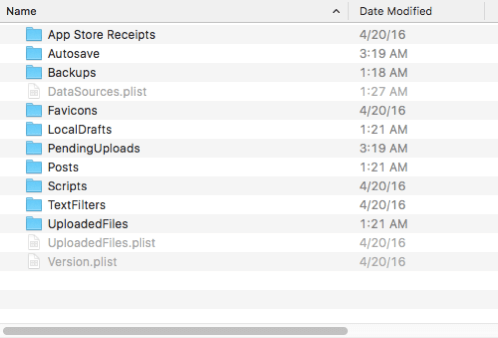 Name Date Modified
App Store Receipts 4/20/16
Autosave 3:19 AM
Backups 1:18 AM
DataSources.plist 1:27 AM
Favicons 4/20/16
LocalDrafts 1:21 AM
PendingUploads 3:19 AM
Posts 1:21 AM
Scripts 4/20/16
TextFilters 4/20/16
UploadedFiles 1:21 AM
UploadedFiles.plist 4/20/16
Version.plist 4/20/16